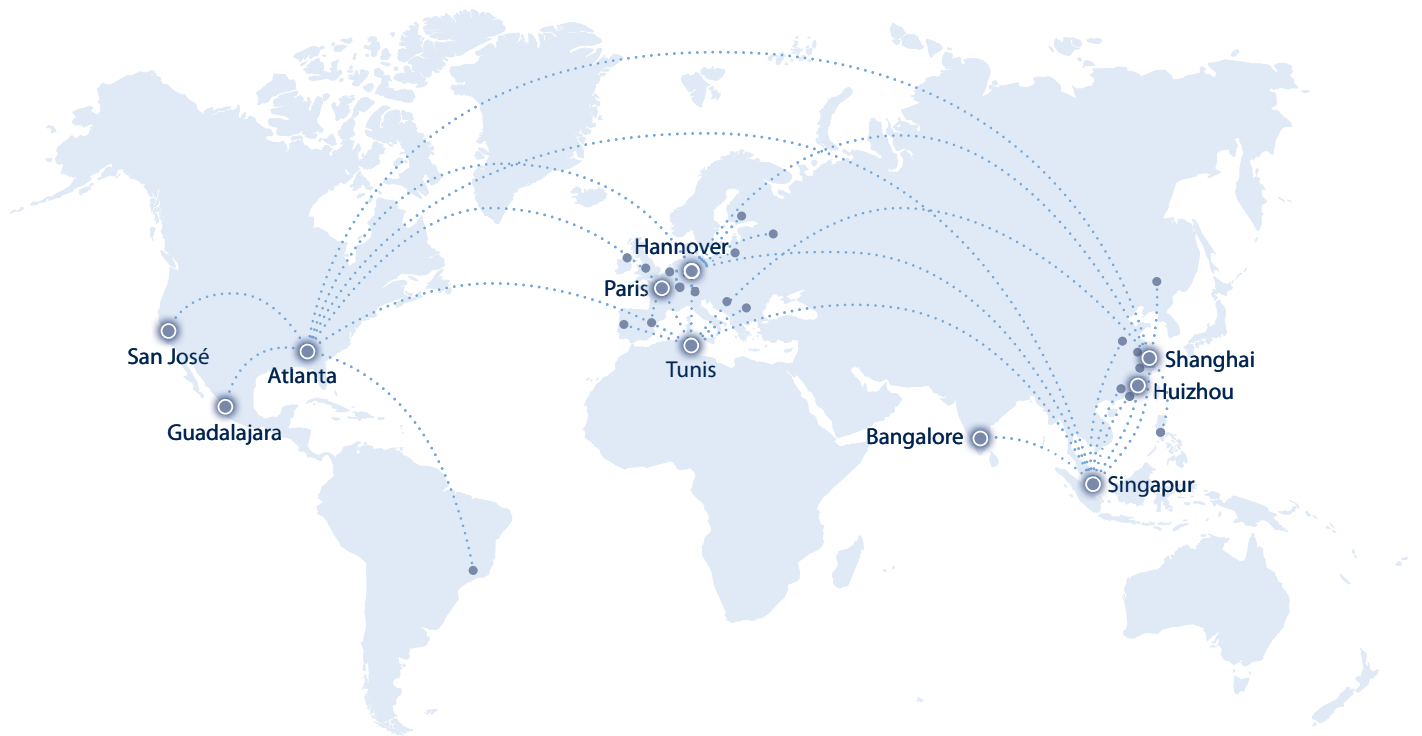 Hannover
Paris
San José
Tunis
Shanghai
Atlanta
Huizhou
Guadalajara
Bangalore
Singapur